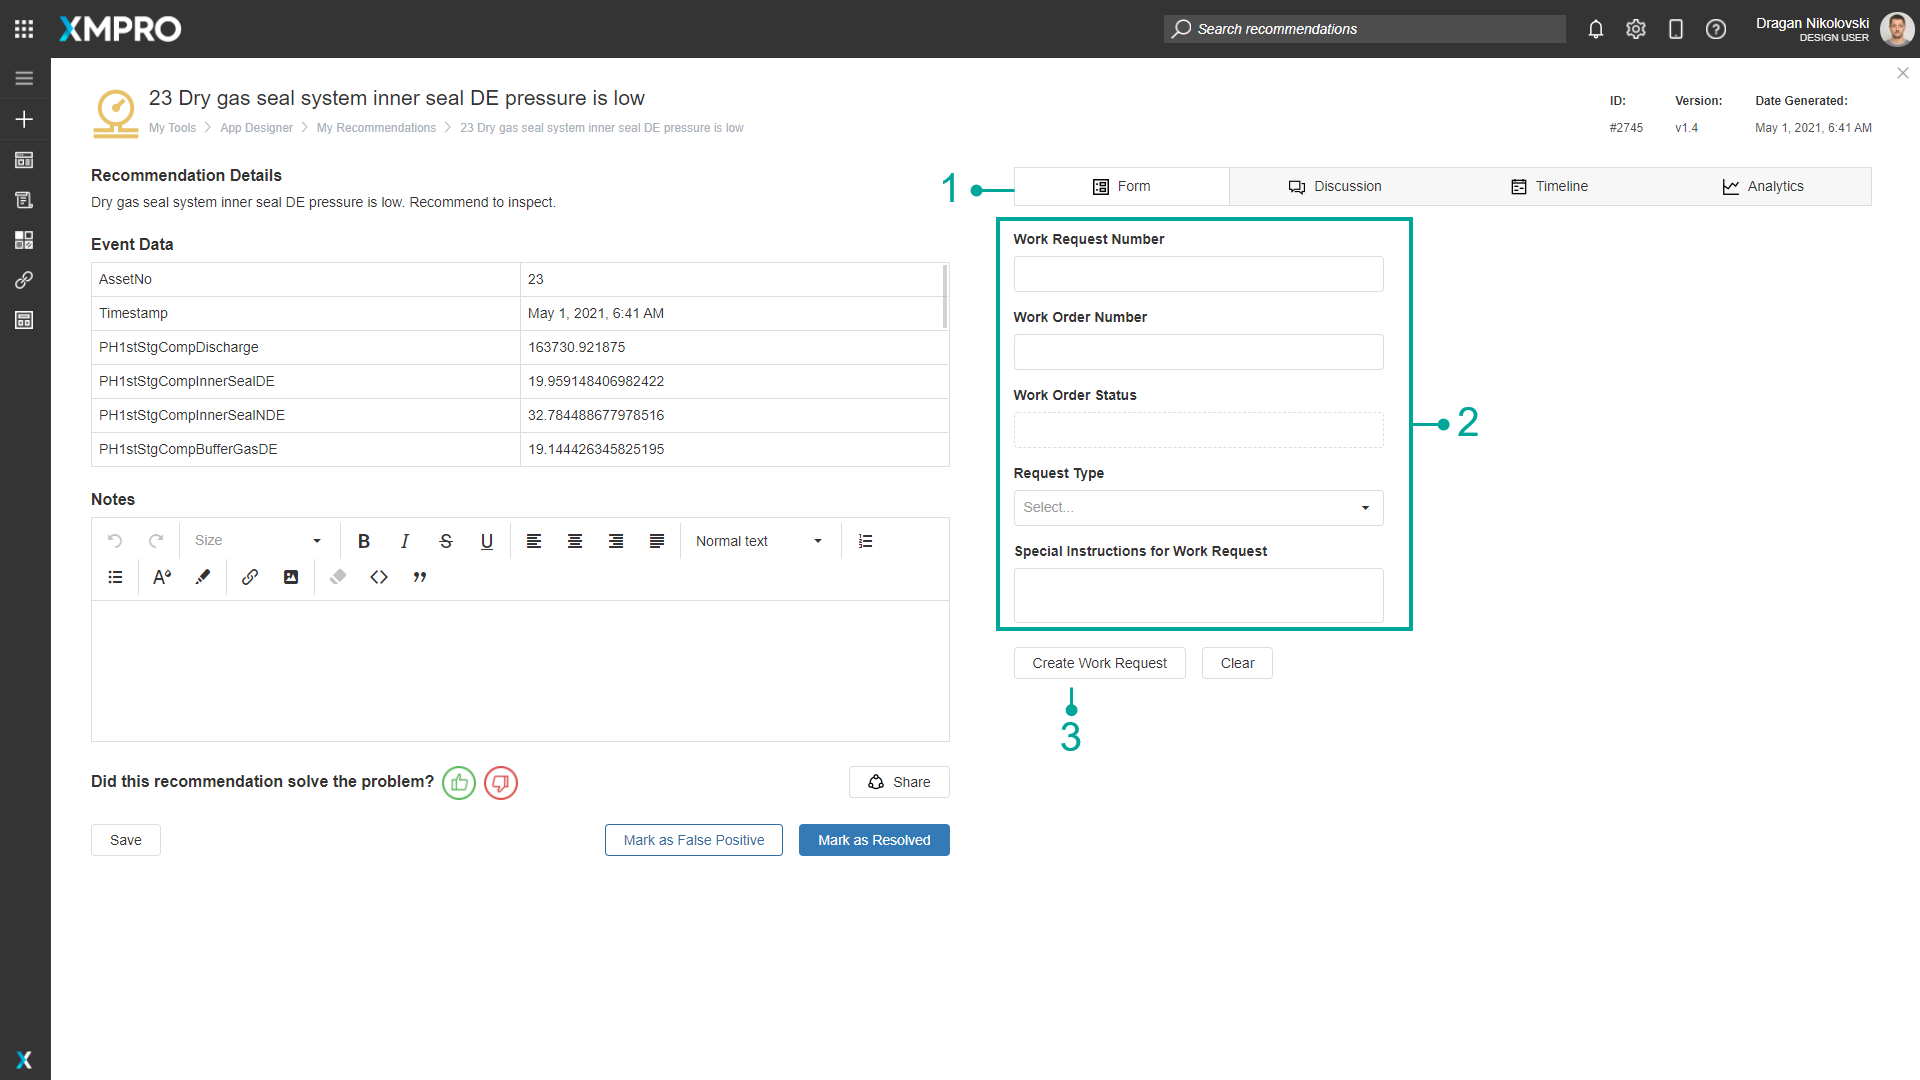 XMPRO
Search recommendations
Dragan Nikolovski
DESIGN USER
23 Dry gas seal system inner seal DE pressure is low
My Tools > App Designer > My Recommendations > 23 Dry gas seal system inner seal DE pressure is low
ID:
#2745
Version:
v1.4
Date Generated:
May 1, 2021, 6:41 AM
Recommendation Details
Dry gas seal system inner seal DE pressure is low. Recommend to inspect.
Event Data
AssetNo 23
Timestamp May 1, 2021, 6:41 AM
PH1stStgCompDischarge 163730.921875
PH1stStgCompInnerSealDE 19.959148406982422
PH1stStgCompInnerSealNDE 32.784488677978516
PH1stStgCompBufferGasDE 19.144426345825195
Notes
Size
B I S U
Normal text
Did this recommendation solve the problem?
Share
Save
Mark as False Positive
Mark as Resolved
1
Form
Discussion
Timeline
Analytics
Work Request Number
Work Order Number
Work Order Status
2
Request Type
Select...
Special Instructions for Work Request
Create Work Request
Clear
3